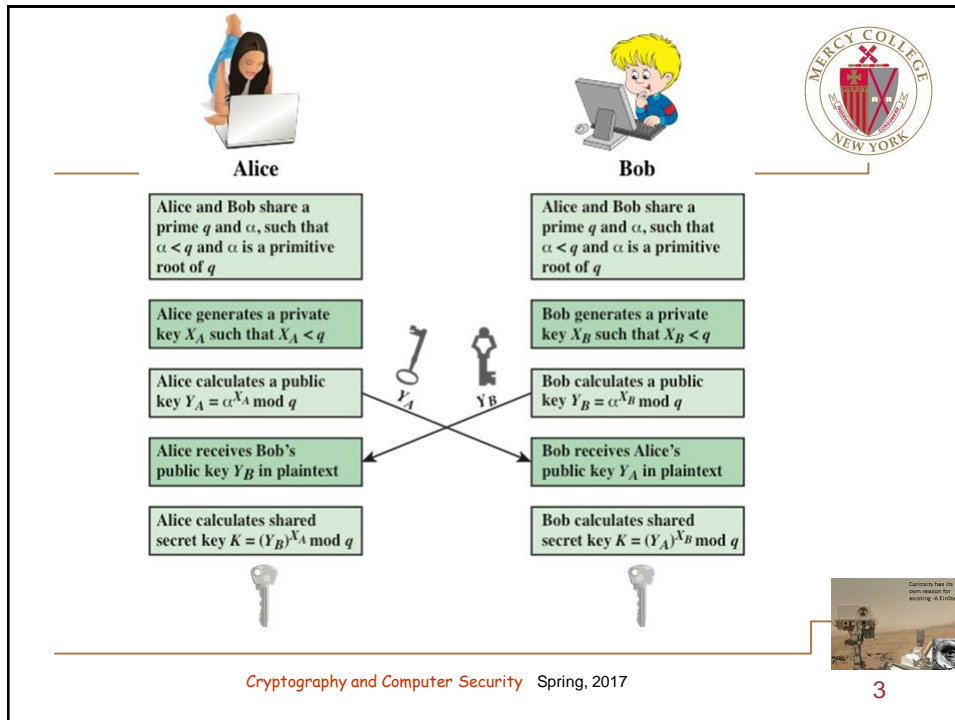 MERCY COLLEGE
MERCY
NEW YORK
Alice
Bob
Alice and Bob share a
prime q and α, such that
α < q and α is a primitive
root of q
Alice and Bob share a
prime q and α, such that
α < q and α is a primitive
root of q
Alice generates a private
key X_A such that X_A < q
Bob generates a private
key X_B such that X_B < q
Alice calculates a public
key Y_A = α^{X_A} mod q
Y_A
Y_B
Bob calculates a public
key Y_B = α^{X_B} mod q
Alice receives Bob’s
public key Y_B in plaintext
Bob receives Alice’s
public key Y_A in plaintext
Alice calculates shared
secret key K = (Y_B)^{X_A} mod q
Bob calculates shared
secret key K = (Y_A)^{X_B} mod q
Curiosity has its
own reason for
existing -A
Cryptography and Computer Security Spring, 2017
3